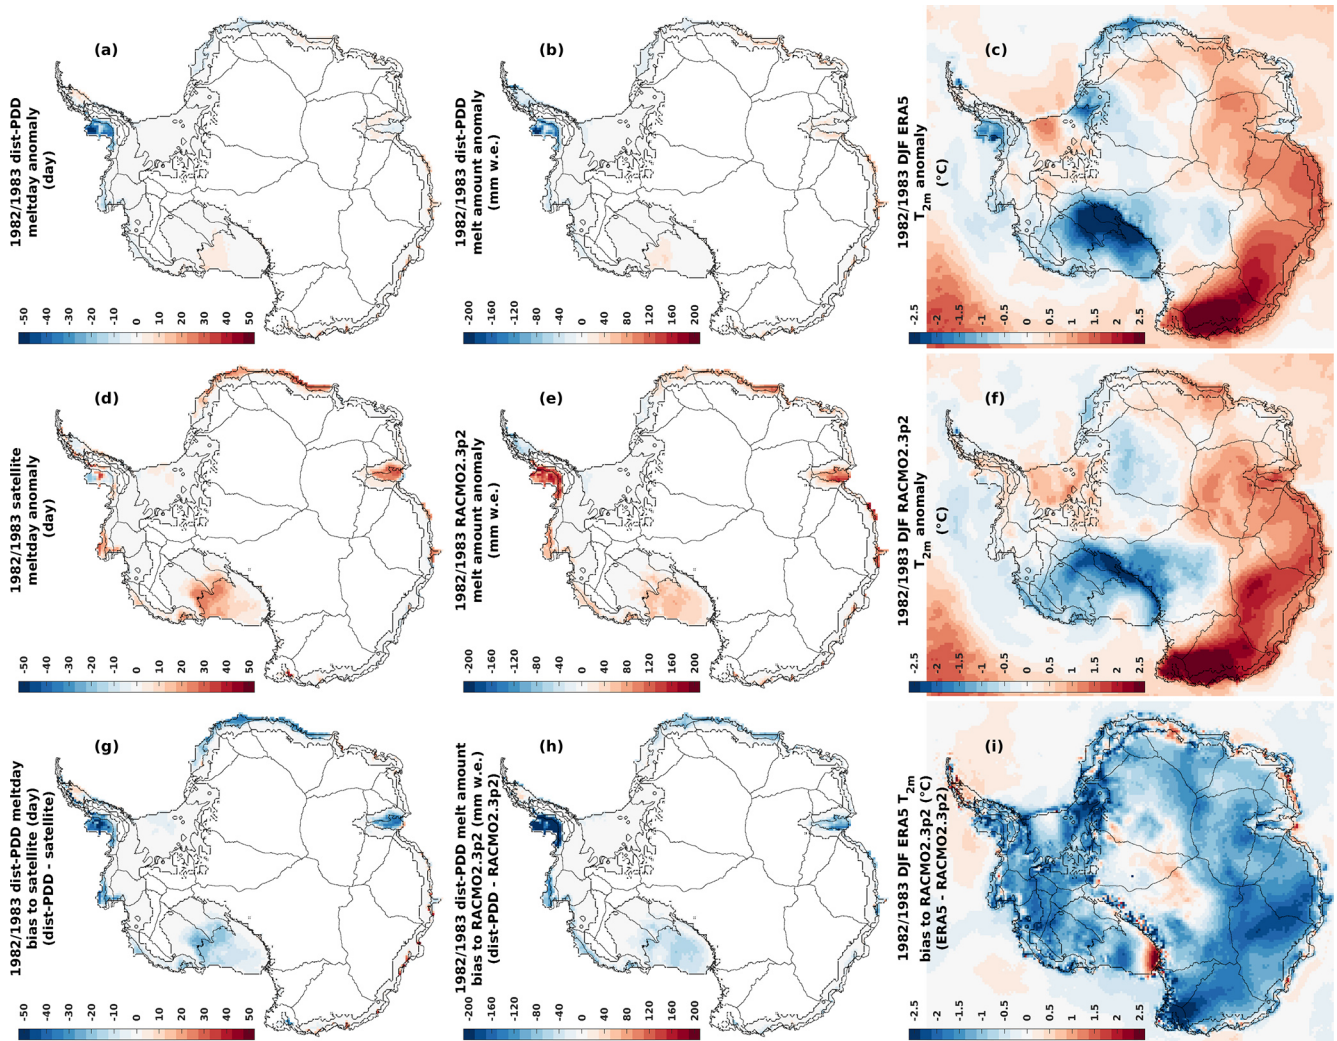 1982/1983 dist-PDD
meltday anomaly
(day)
(a)
-50
-40
-30
-20
-10
0
10
20
30
40
50
1982/1983 dist-PDD
melt amount anomaly
(mm w.e.)
(b)
-200
-160
-120
-80
-40
0
40
80
120
160
200
1982/1983 DJF ERA5
T2m anomaly
(°C)
(c)
-2.5
-2
-1.5
-1
-0.5
0
0.5
1
1.5
2
2.5
1982/1983 satellite
meltday anomaly
(day)
(d)
-50
-40
-30
-20
-10
0
10
20
30
40
50
1982/1983 RACMO2.3p2
melt amount anomaly
(mm w.e.)
(e)
-200
-160
-120
-80
-40
0
40
80
120
160
200
1982/1983 DJF RACMO2.3p2
T2m anomaly
(°C)
(f)
-2.5
-2
-1.5
-1
-0.5
0
0.5
1
1.5
2
2.5
1982/1983 dist-PDD meltday
bias to satellite (day)
(dist-PDD - satellite)
(g)
-50
-40
-30
-20
-10
0
10
20
30
40
50
1982/1983 dist-PDD melt amount
bias to RACMO2.3p2 (mm w.e.)
(dist-PDD - RACMO2.3p2)
(h)
-200
-160
-120
-80
-40
0
40
80
120
160
200
1982/1983 DJF ERA5 T2m
bias to RACMO2.3p2 (°C)
(ERA5 - RACMO2.3p2)
(i)
-2.5
-2
-1.5
-1
-0.5
0
0.5
1
1.5
2
2.5